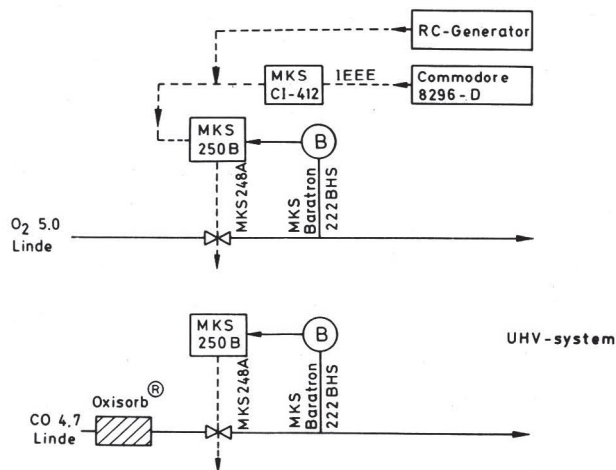 RC-Generator
MKS
CI-412
IEEE
Commodore
8296-D
MKS
250B
B
MKS248A
MKS
Baratron
222BHS
O₂ 5.0
Linde
MKS
250B
B
UHV-system
MKS248A
MKS
Baratron
222BHS
Oxisorb®
CO 4,7
Linde